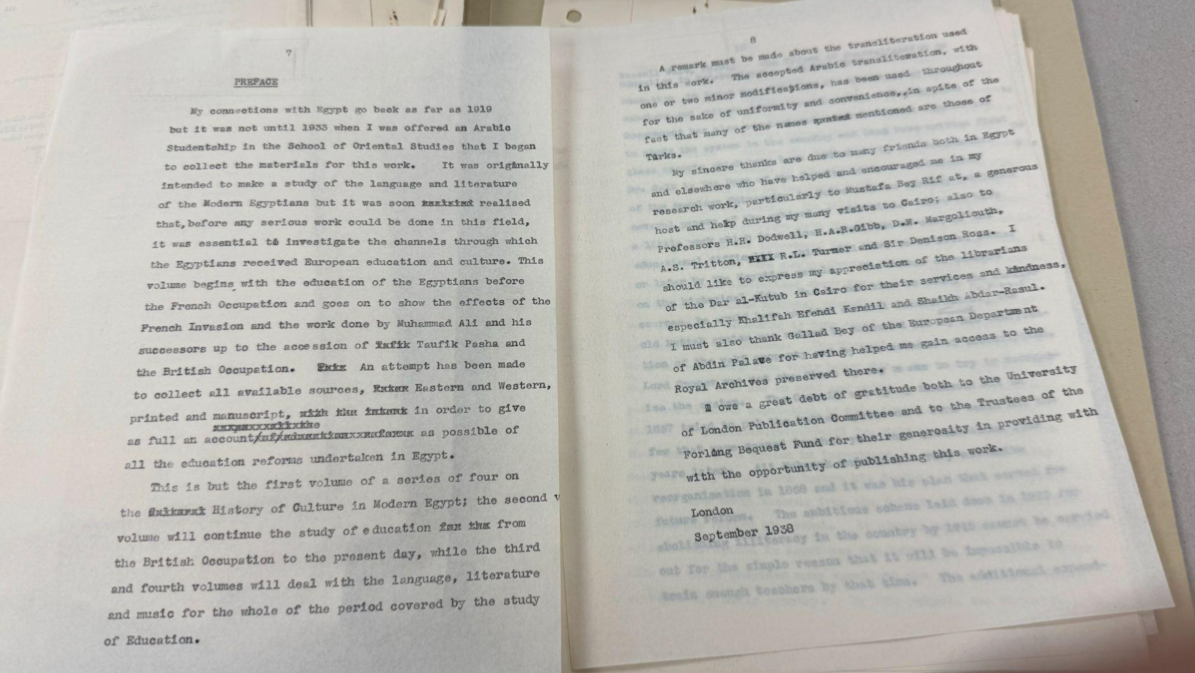 7
PREFACE
My connections with Egypt go back as far as 1919
but it was not until 1933 when I was offered an Arabic
Studentship in the School of Oriental Studies that I began
to collect the materials for this work. It was originally
intended to make a study of the language and literature
of the Modern Egyptians but it was soon realised
that, before any serious work could be done in this field,
it was essential to investigate the channels through which
the Egyptians received European education and culture. This
volume begins with the education of the Egyptians before
the French Occupation and goes on to show the effects of the
French Invasion and the work done by Muhammad Ali and his
successors up to the accession of Taufik Pasha and
the British Occupation. An attempt has been made
to collect all available sources, Eastern and Western,
printed and manuscript, in order to give
as full an account as possible of
all the education reforms undertaken in Egypt.
This is but the first volume of a series of four on
the History of Culture in Modern Egypt; the second
volume will continue the study of education from
the British Occupation to the present day, while the third
and fourth volumes will deal with the language, literature
and music for the whole of the period covered by the study
of Education.
8
A remark must be made about the transliteration used
in this work. The accepted Arabic transliteration, with
one or two minor modifications, has been used throughout
for the sake of uniformity and convenience, in spite of the
fact that many of the names mentioned are those of
Turks.
My sincere thanks are due to many friends both in Egypt
and elsewhere who have helped and encouraged me in my
research work, particularly to Mustafa Bey Rif at, a generous
host and help during my many visits to Cairo; also to
Professors H.H. Dodwell, H.A.R.Gibb, D.S. Margoliouth,
A.S. Tritton, R.L. Turner and Sir Denison Ross. I
should like to express my appreciation of the librarians
of the Dar al-Kutub in Cairo for their services and kindness,
especially Khalifah Efendi Kandil and Shaikh Abdar-Rasul.
I must also thank Gallad Bey of the European Department
of Abdin Palace for having helped me gain access to the
Royal Archives preserved there.
I owe a great debt of gratitude both to the University
of London Publication Committee and to the Trustees of the
Forlong Bequest Fund for their generosity in providing with
with the opportunity of publishing this work.
London
September 1938